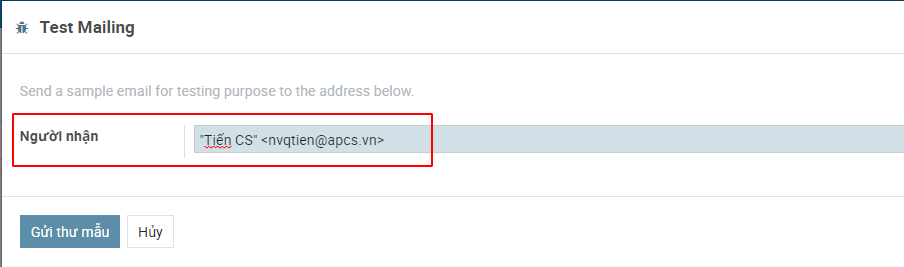 Test Mailing
Send a sample email for testing purpose to the address below.
Người nhận "Tiến CS" <nvqtien@apcs.vn>
Gửi thư mẫu Hủy